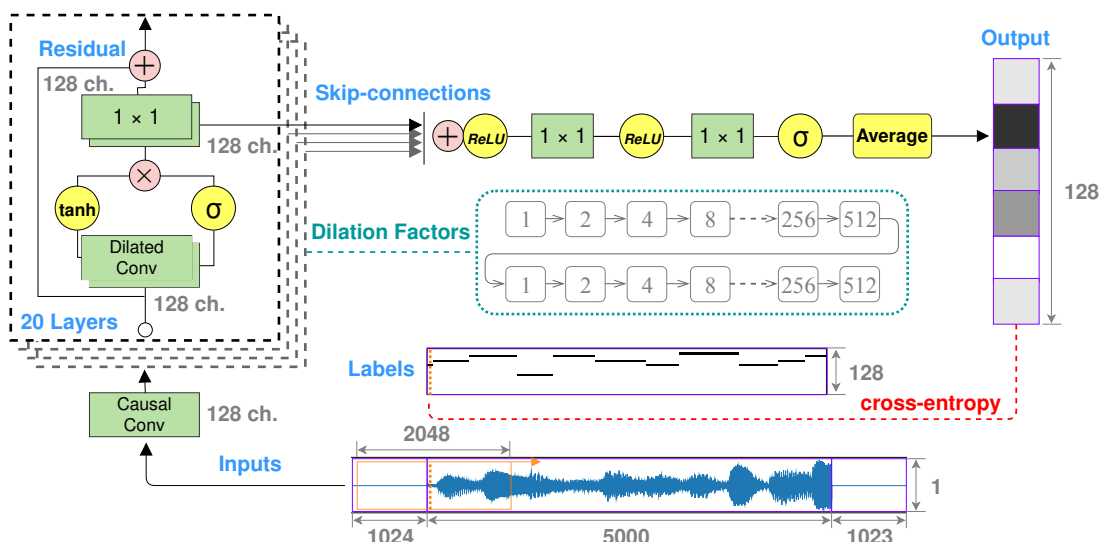 Residual
+
128 ch.
1 × 1
128 ch.
×
tanh
σ
Dilated
Conv
128 ch.
20 Layers
Causal
Conv
128 ch.
Skip-connections
+
ReLU
1 × 1
ReLU
1 × 1
σ
Average
Output
128
Dilation Factors
1 2 4 8 256 512
1 2 4 8 256 512
Labels
128
cross-entropy
2048
Inputs
1
1024 5000 1023